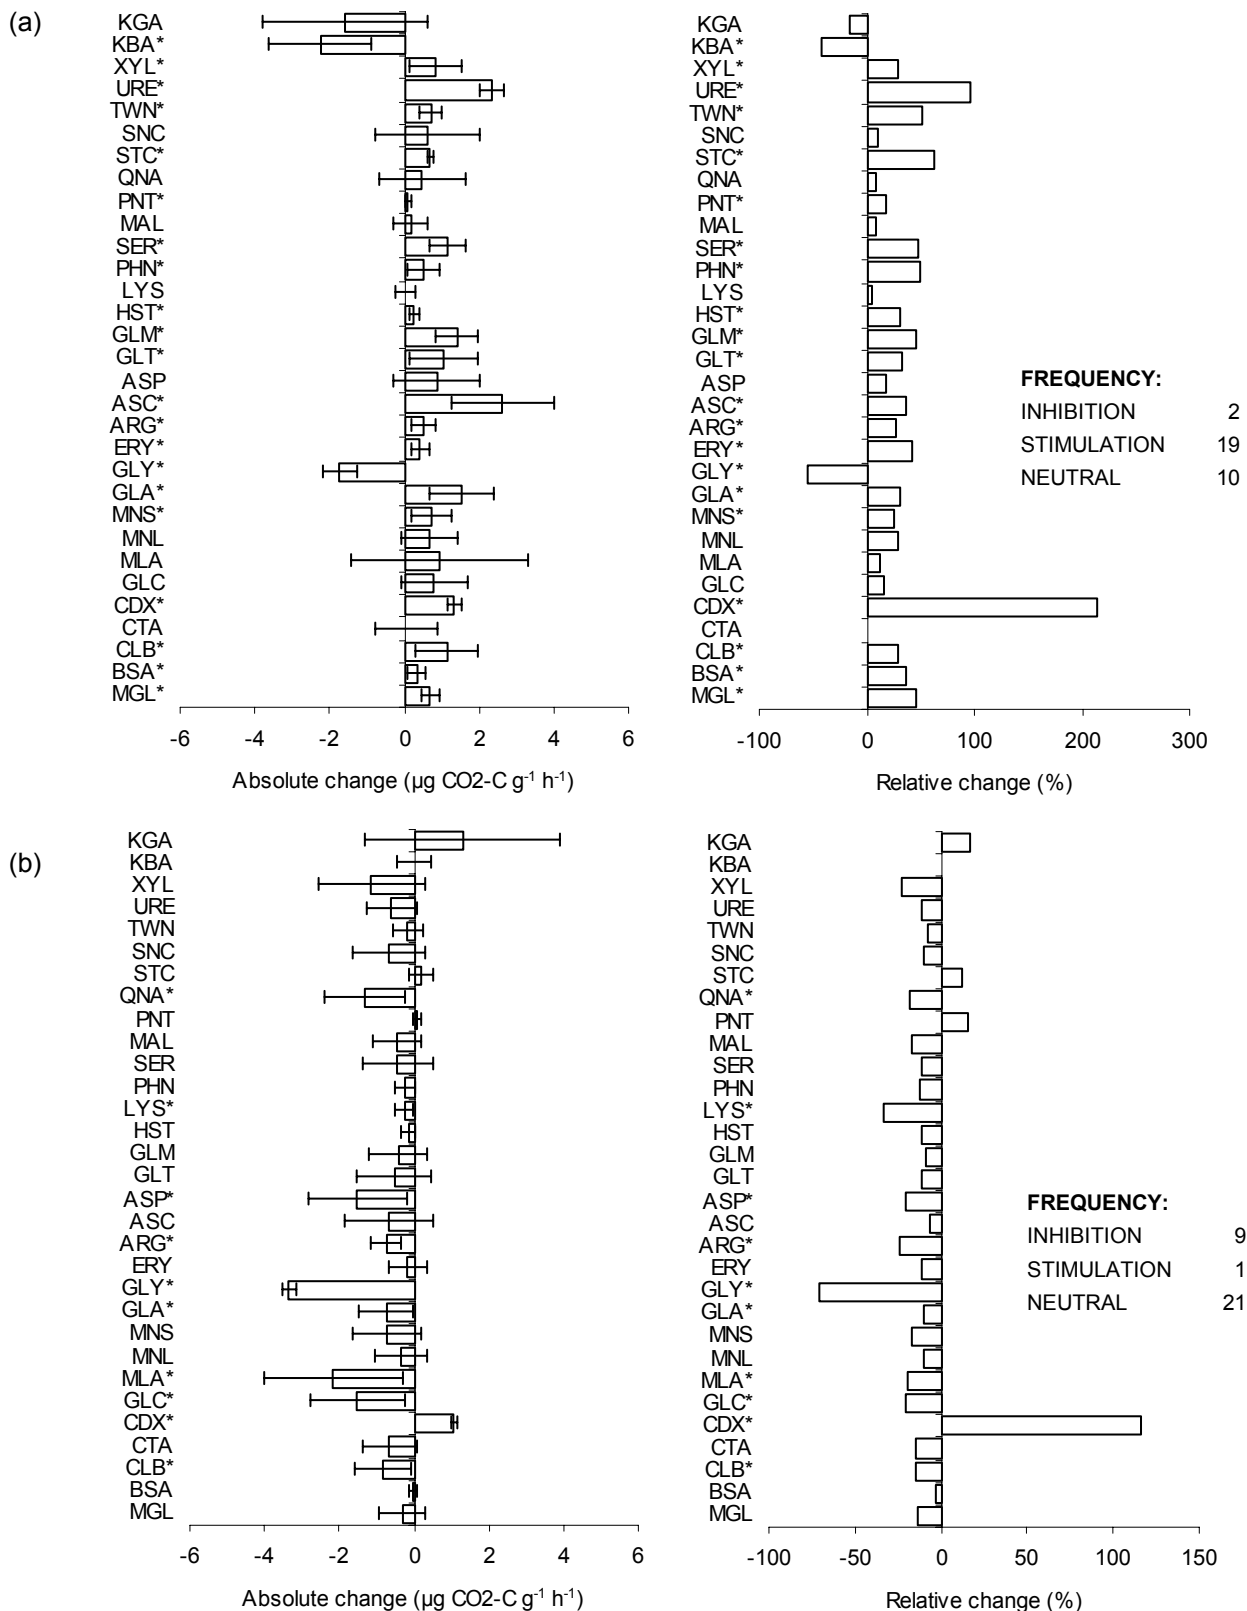 (a)
KGA
KBA*
XYL*
URE*
TWN*
SNC
STC*
QNA
PNT*
MAL
SER*
PHN*
LYS
HST*
GLM*
GLT*
ASP
ASC*
ARG*
ERY*
GLY*
GLA*
MNS*
MNL
MLA
GLC
CDX*
CTA
CLB*
BSA*
MGL*
-6 -4 -2 0 2 4 6
Absolute change (µg CO2-C g-1 h-1)
KGA
KBA*
XYL*
URE*
TWN*
SNC
STC*
QNA
PNT*
MAL
SER*
PHN*
LYS
HST*
GLM*
GLT*
ASP
ASC*
ARG*
ERY*
GLY*
GLA*
MNS*
MNL
MLA
GLC
CDX*
CTA
CLB*
BSA*
MGL*
-100 0 100 200 300
Relative change (%)
FREQUENCY:
INHIBITION 2
STIMULATION 19
NEUTRAL 10
(b)
KGA
KBA
XYL
URE
TWN
SNC
STC
QNA*
PNT
MAL
SER
PHN
LYS*
HST
GLM
GLT
ASP*
ASC
ARG*
ERY
GLY*
GLA*
MNS
MNL
MLA*
GLC*
CDX*
CTA
CLB*
BSA
MGL
-6 -4 -2 0 2 4 6
Absolute change (µg CO2-C g-1 h-1)
KGA
KBA
XYL
URE
TWN
SNC
STC
QNA*
PNT
MAL
SER
PHN
LYS*
HST
GLM
GLT
ASP*
ASC
ARG*
ERY
GLY*
GLA*
MNS
MNL
MLA*
GLC*
CDX*
CTA
CLB*
BSA
MGL
-100 -50 0 50 100 150
Relative change (%)
FREQUENCY:
INHIBITION 9
STIMULATION 1
NEUTRAL 21